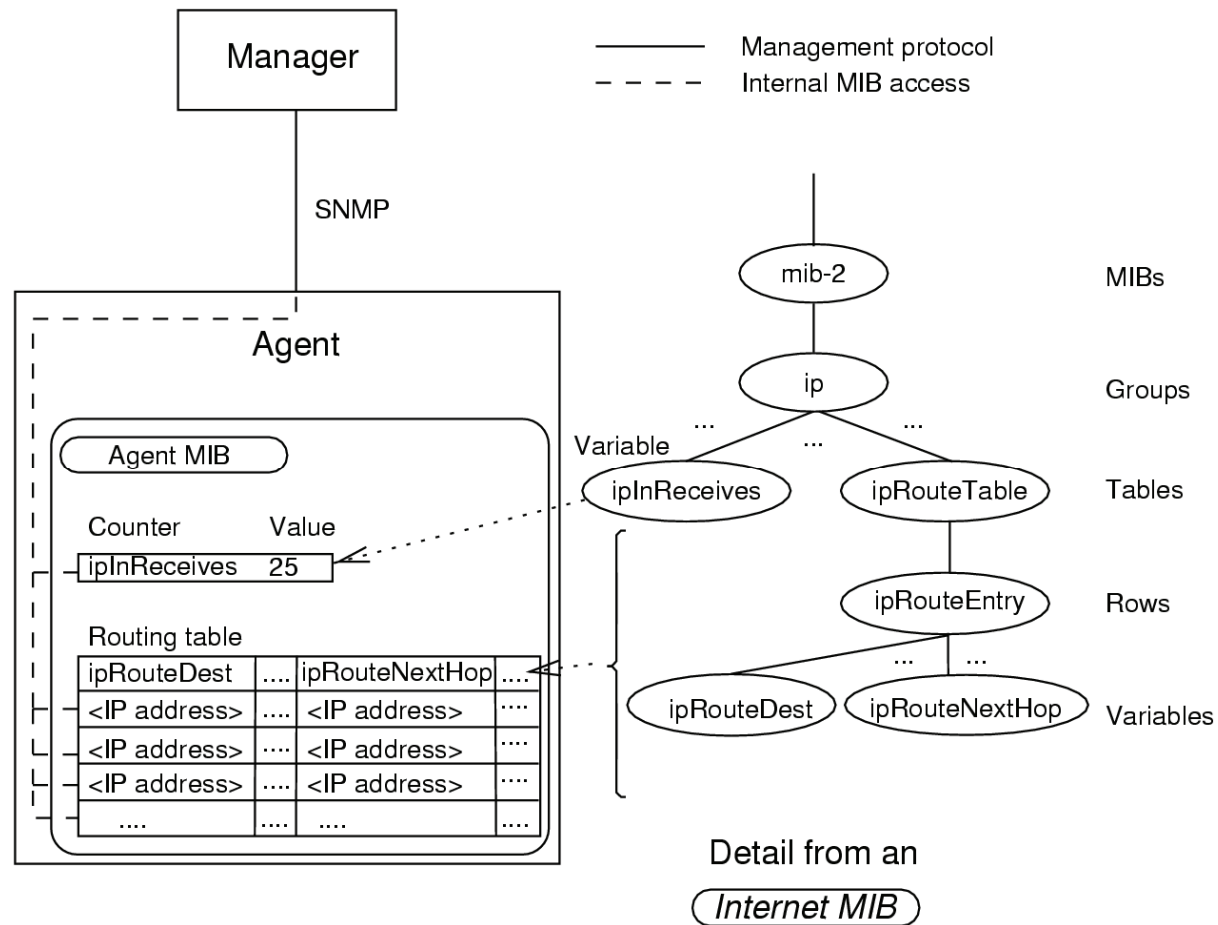 Manager
Management protocol
Internal MIB access
SNMP
mib-2
MIBs
Agent
ip
Groups
... ... ...
Variable
Agent MIB
ipInReceives
ipRouteTable
Tables
Counter Value
ipInReceives 25
ipRouteEntry
Rows
Routing table
ipRouteDest .... ipRouteNextHop ....
<IP address> .... <IP address> ....
<IP address> .... <IP address> ....
<IP address> .... <IP address> ....
.... .... .... ....
... ...
ipRouteDest
ipRouteNextHop
Variables
Detail from an
Internet MIB